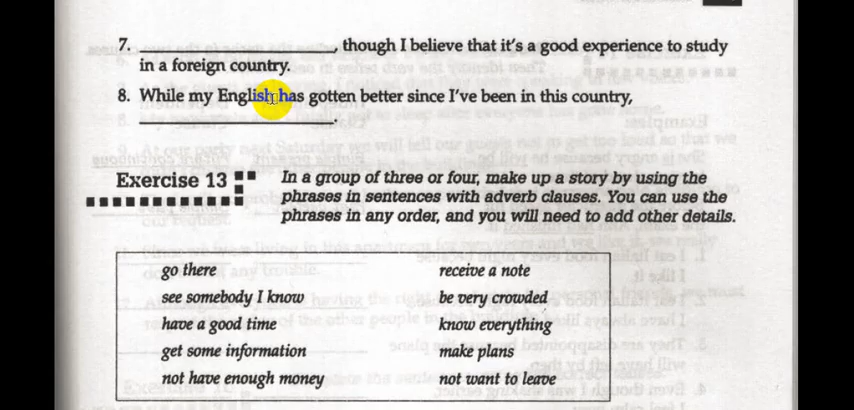 7. ____________________, though I believe that it's a good experience to study
in a foreign country.
8. While my English has gotten better since I've been in this country,
____________________.
Exercise 13
In a group of three or four, make up a story by using the
phrases in sentences with adverb clauses. You can use the
phrases in any order, and you will need to add other details.
go there
see somebody I know
have a good time
get some information
not have enough money
receive a note
be very crowded
know everything
make plans
not want to leave